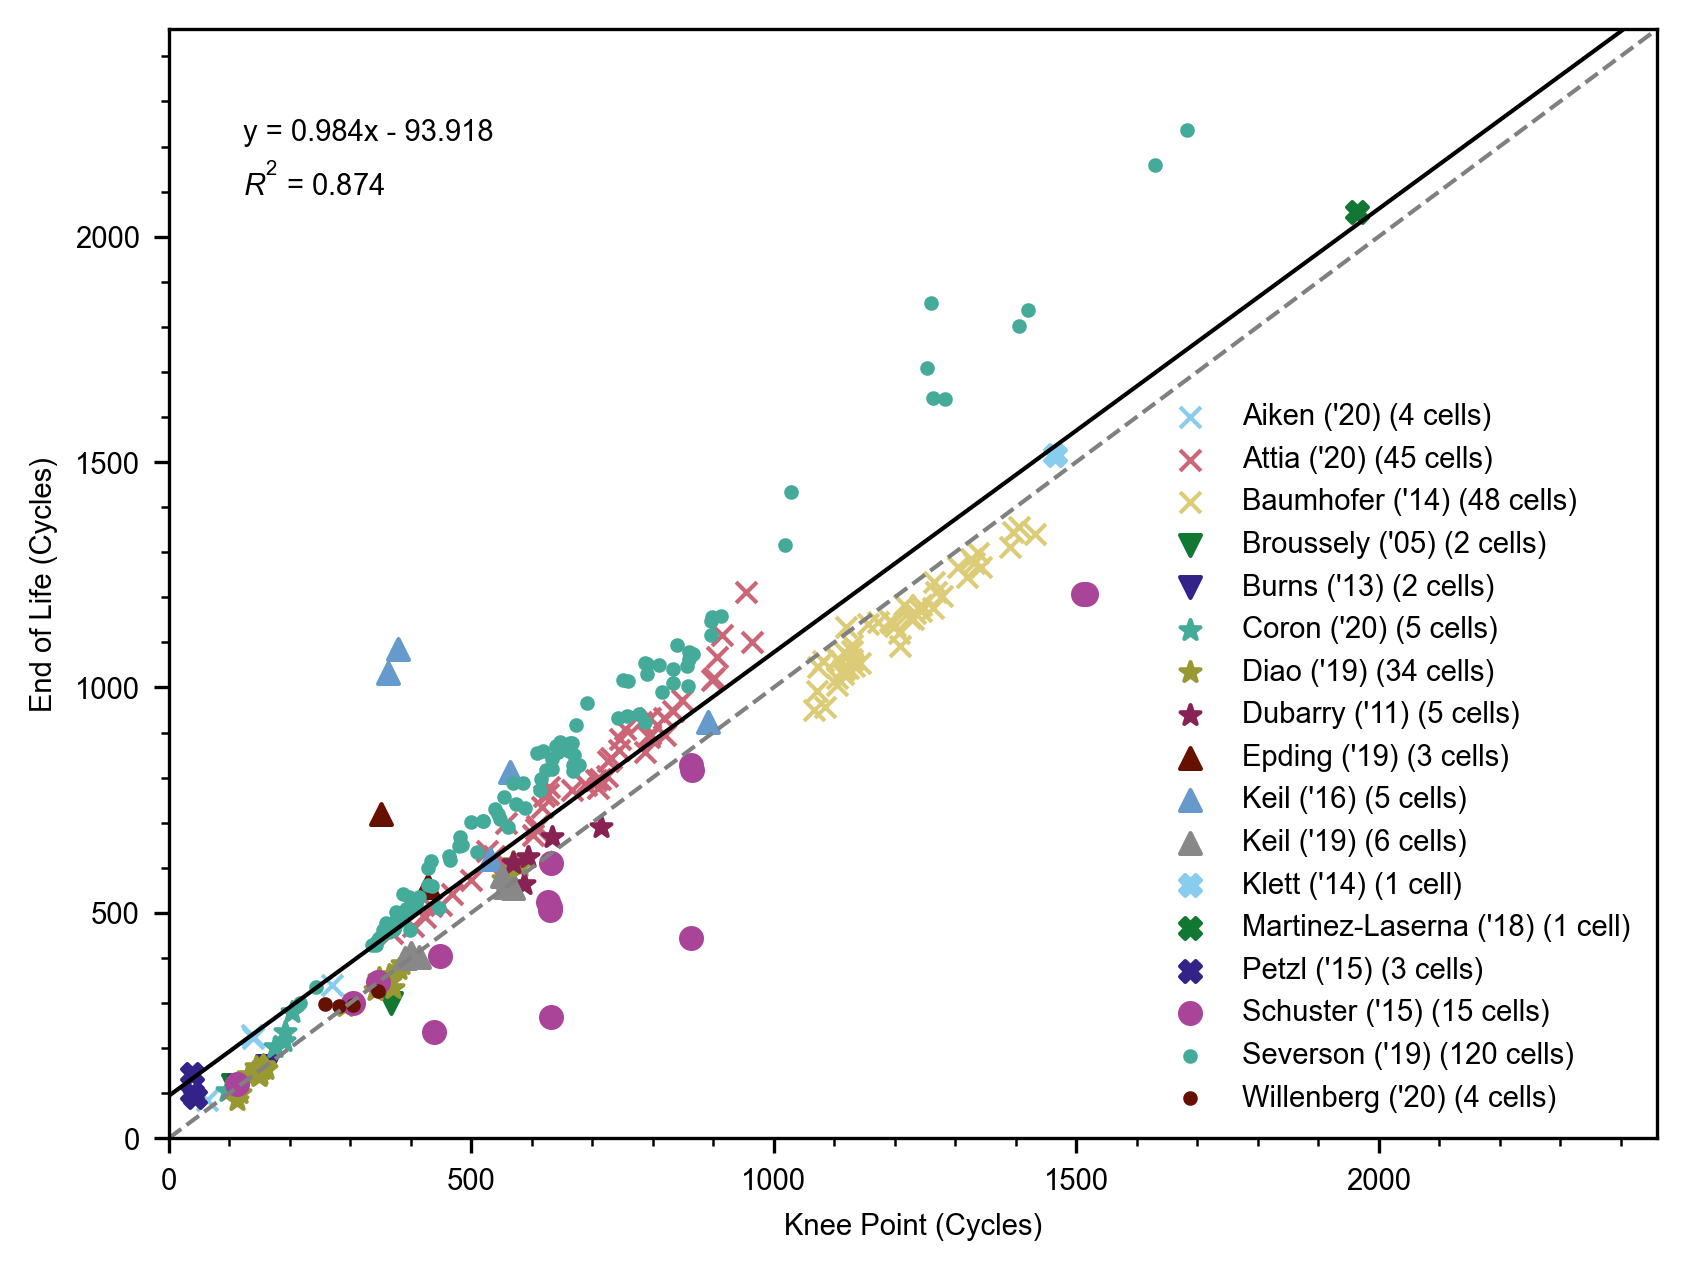 y = 0.984x - 93.918
R² = 0.874
End of Life (Cycles)
2000
1500
1000
500
0
Aiken ('20) (4 cells)
Attia ('20) (45 cells)
Baumhofer ('14) (48 cells)
Broussely ('05) (2 cells)
Burns ('13) (2 cells)
Coron ('20) (5 cells)
Diao ('19) (34 cells)
Dubarry ('11) (5 cells)
Epding ('19) (3 cells)
Keil ('16) (5 cells)
Keil ('19) (6 cells)
Klett ('14) (1 cell)
Martinez-Laserna ('18) (1 cell)
Petzl ('15) (3 cells)
Schuster ('15) (15 cells)
Severson ('19) (120 cells)
Willenberg ('20) (4 cells)
0 500 1000 1500 2000
Knee Point (Cycles)